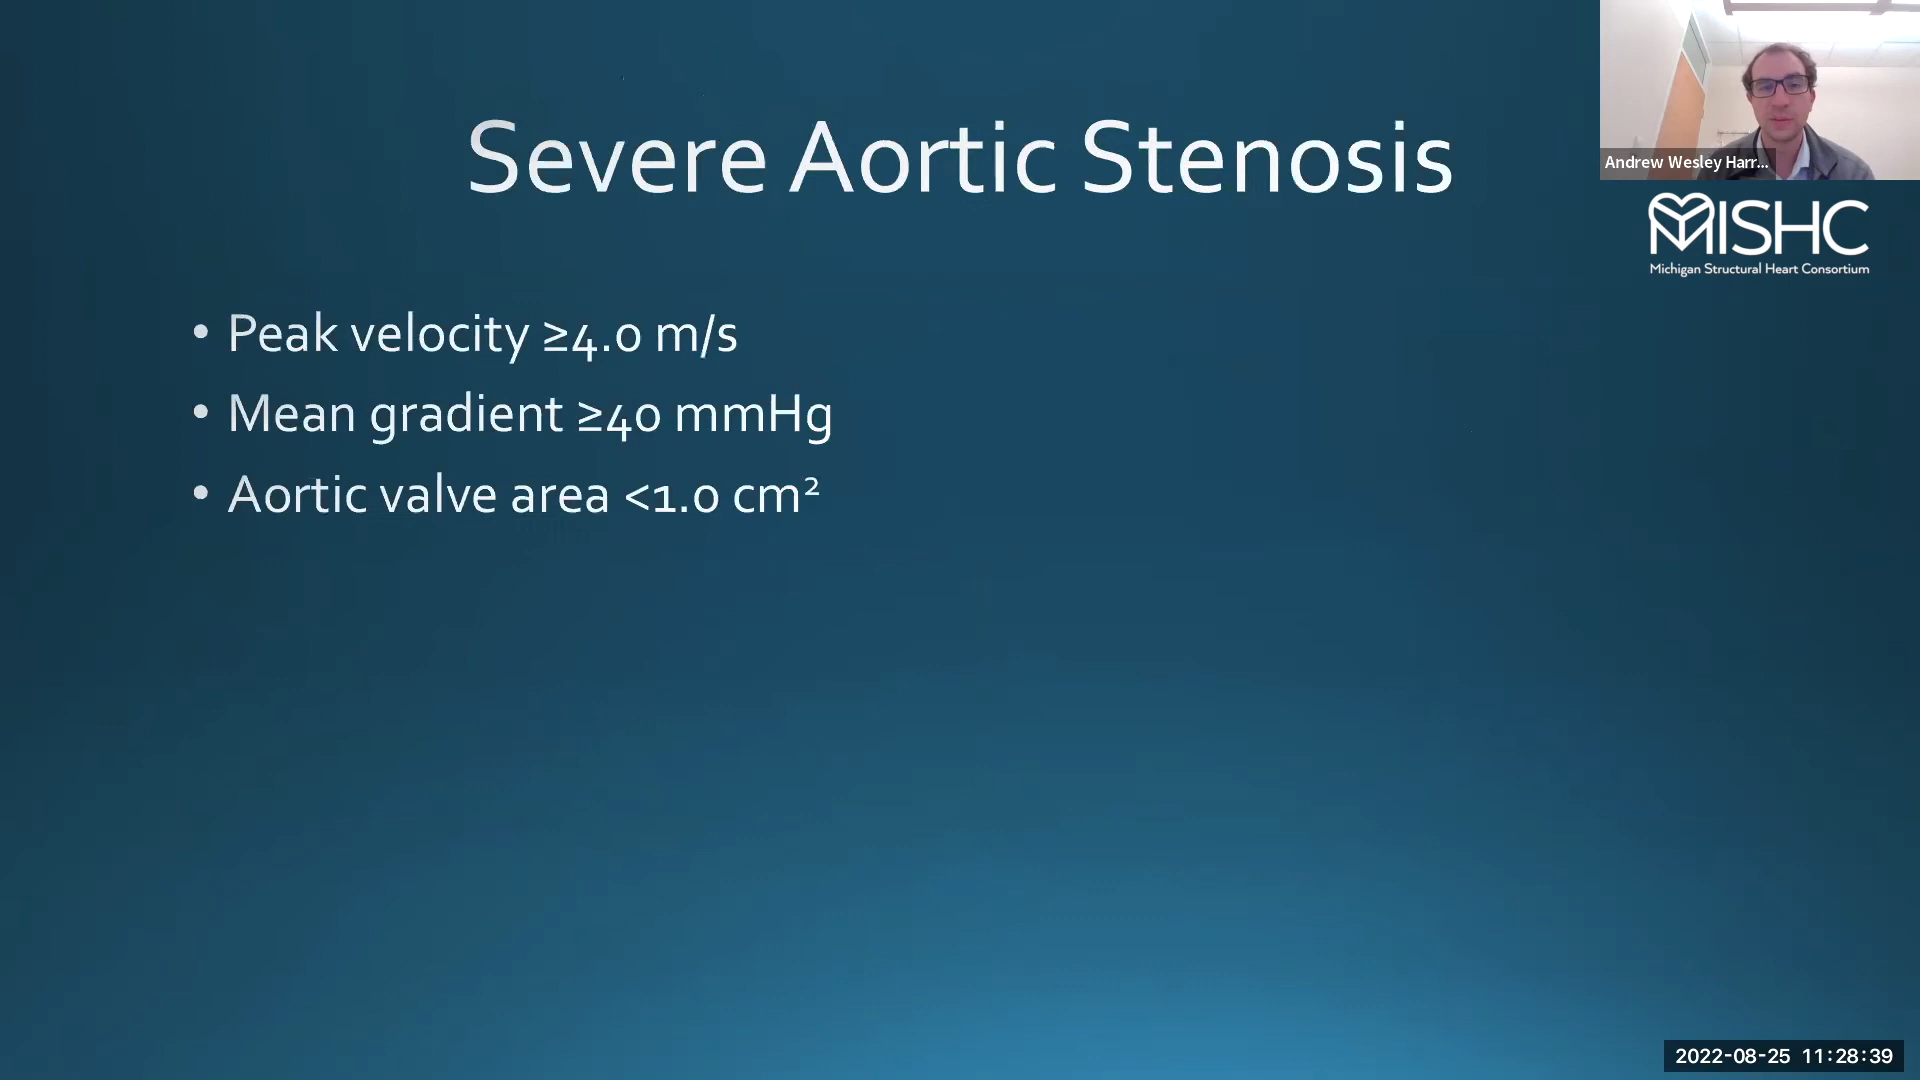 Severe Aortic Stenosis
Andrew Wesley Harr...
MISHC
Michigan Structural Heart Consortium
• Peak velocity ≥4.0 m/s
• Mean gradient ≥40 mmHg
• Aortic valve area <1.0 cm²
2022-08-25 11:28:39